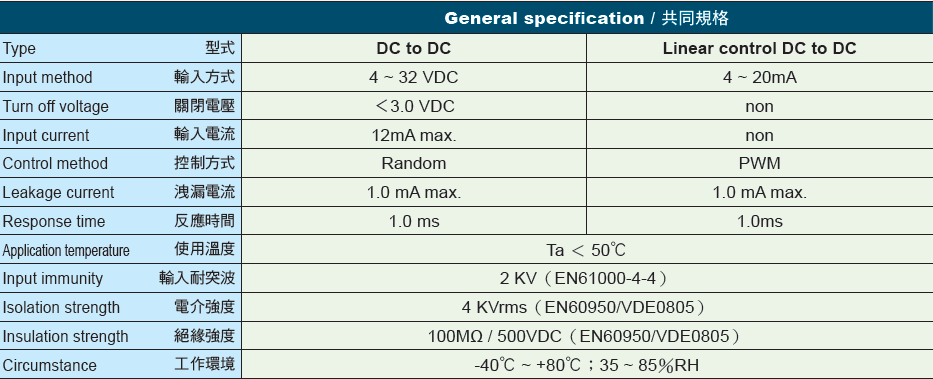 General specification / 共同規格
Type 型式 DC to DC Linear control DC to DC
Input method 輸入方式 4 ~ 32 VDC 4 ~ 20mA
Turn off voltage 關閉電壓 ＜3.0 VDC non
Input current 輸入電流 12mA max. non
Control method 控制方式 Random PWM
Leakage current 洩漏電流 1.0 mA max. 1.0 mA max.
Response time 反應時間 1.0 ms 1.0ms
Application temperature 使用溫度 Ta ＜ 50℃
Input immunity 輸入耐突波 2 KV（EN61000-4-4）
Isolation strength 電介強度 4 KVrms（EN60950/VDE0805）
Insulation strength 絕緣強度 100MΩ / 500VDC（EN60950/VDE0805）
Circumstance 工作環境 -40℃ ~ +80℃；35 ~ 85%RH